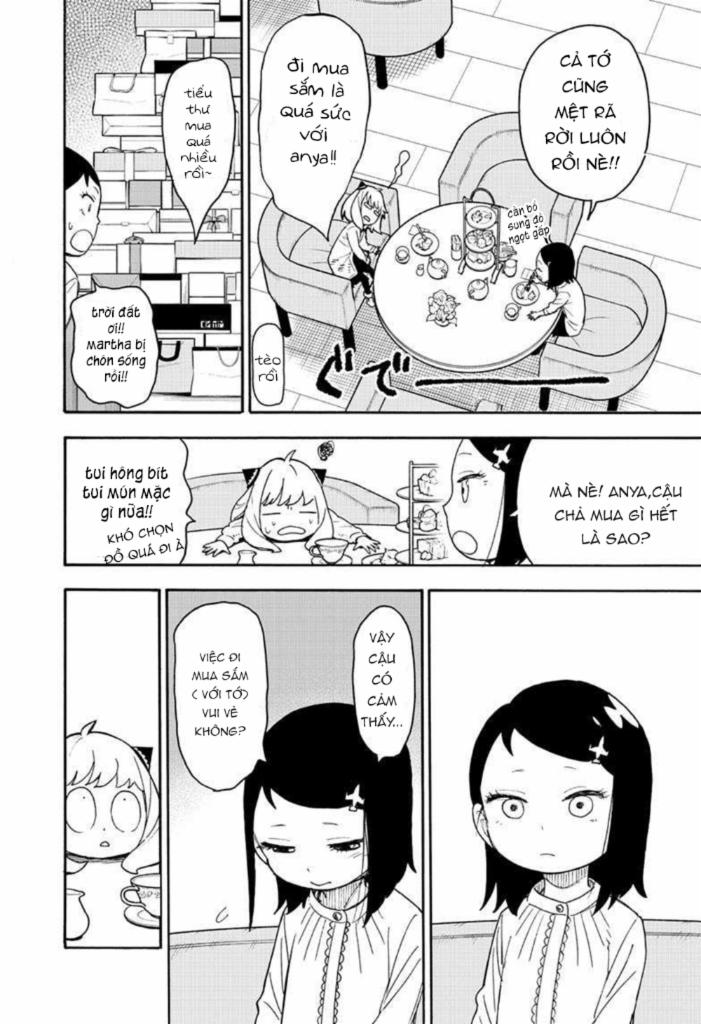 CẢ TỚ
CŨNG
MỆT RÃ
RỜI LUÔN
RỒI NÈ!!
cần bổ
sung đồ
ngọt gấp
đi mua
sắm là
Quá sức
với
anya!!
tèo
rồi
ぐでー
tiểu
thư
mua
quá
nhiều
rồi~
trời đất
ơi!!
martha bị
chôn sống
rồi!!
MÀ NÈ! ANYA,CẬU
CHẢ MUA GÌ HẾT
LÀ SAO?
tui hông bít
tui mún mặc
gì nữa!!
KHÓ CHỌN
ĐỒ QUÁ ĐI À
VẬY
CẬU
CÓ
CẢM
THẤY...
VIỆC ĐI
MUA SẮM
( VỚI TỚ)
VUI VẺ
KHÔNG?